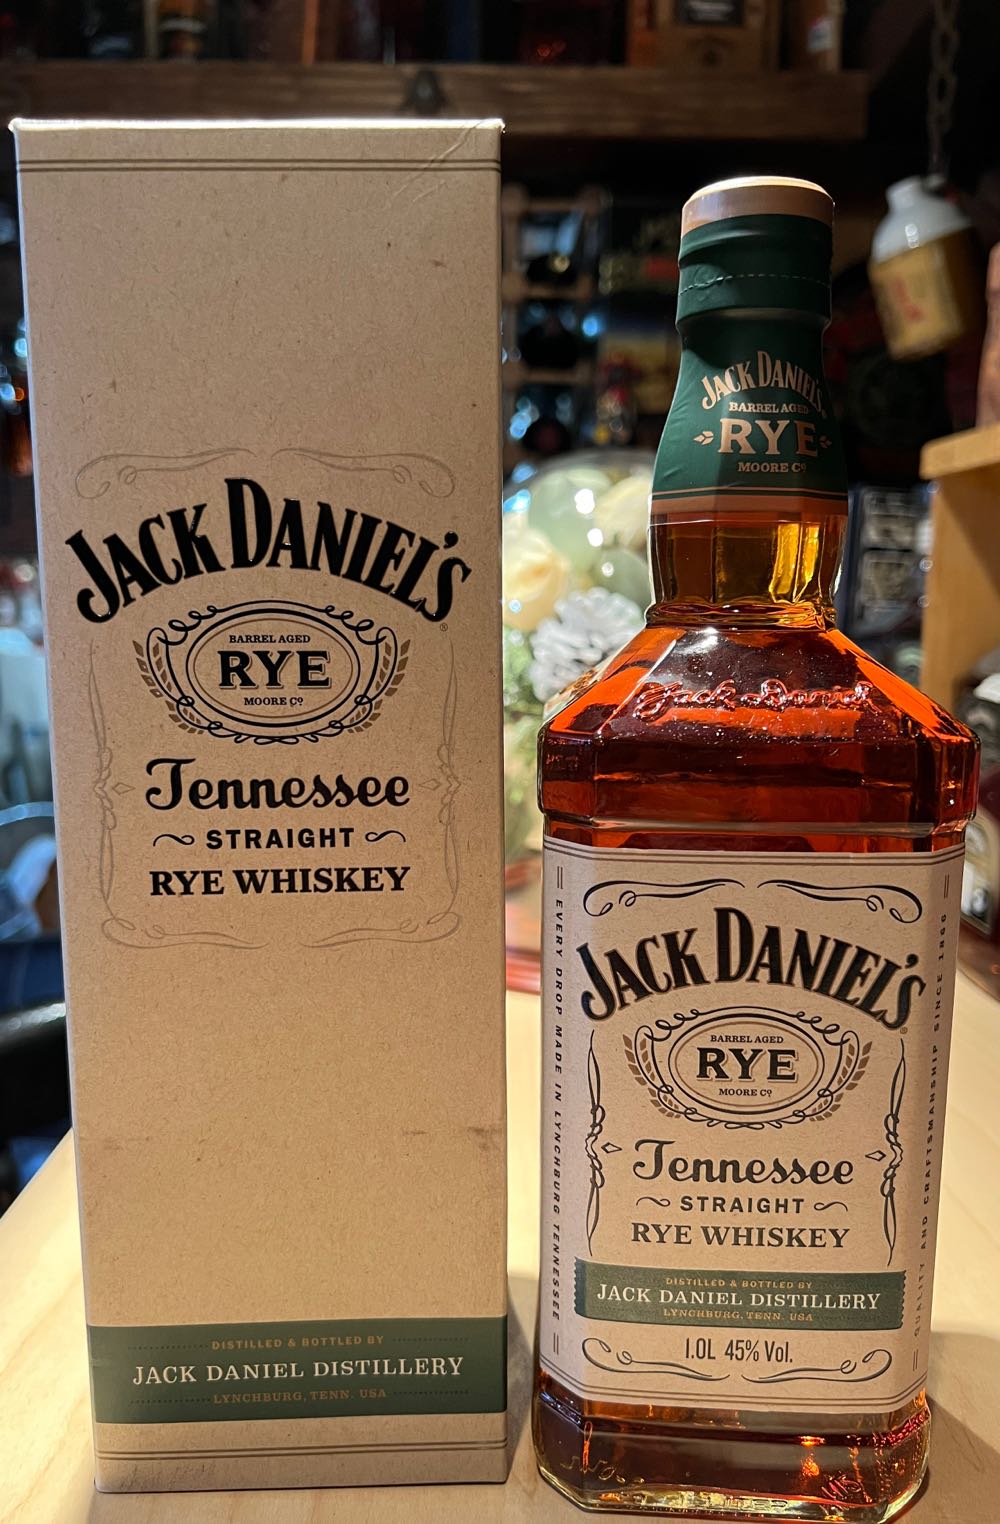 JACK DANIEL'S
BARREL AGED
RYE
MOORE Cº
Tennessee
STRAIGHT
RYE WHISKEY
DISTILLED & BOTTLED BY
JACK DANIEL DISTILLERY
LYNCHBURG, TENN. USA
JACK DANIEL'S
BARREL AGED
RYE
MOORE Cº
Jack Daniel
EVERY DROP MADE IN LYNCHBURG TENNESSEE
JACK DANIEL'S
BARREL AGED
RYE
MOORE Cº
Tennessee
STRAIGHT
RYE WHISKEY
DISTILLED & BOTTLED BY
JACK DANIEL DISTILLERY
LYNCHBURG, TENN. USA
1.0L 45% Vol.
QUALITY AND CRAFTSMANSHIP SINCE 1866